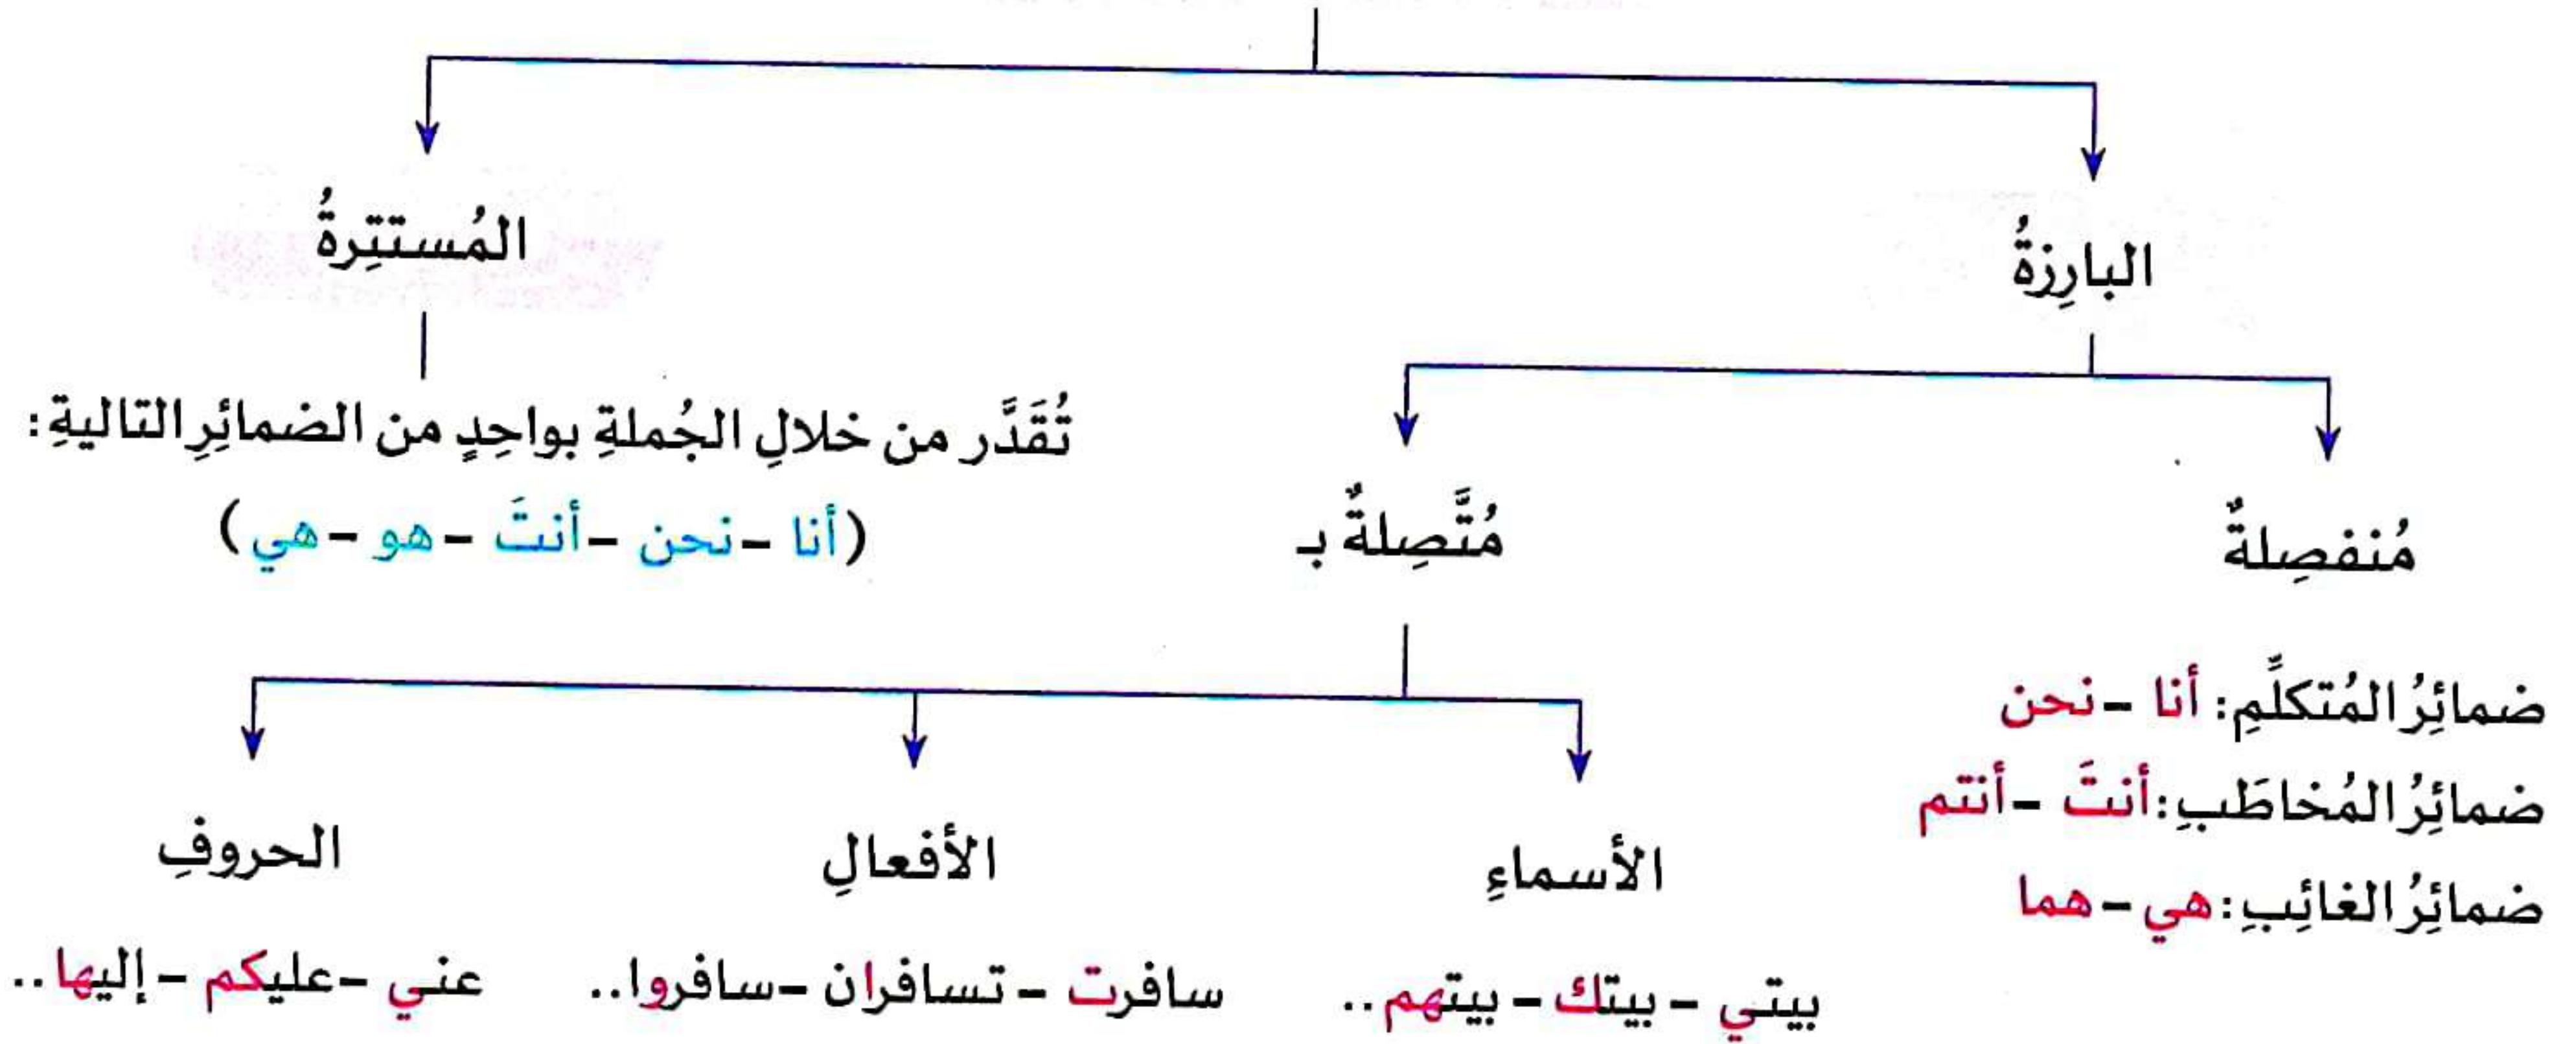 البارِزةُ
المُستتِرةُ
تُقَدَّر من خلالِ الجُملةِ بواحِدٍ من الضمائِرِ التاليةِ:
(أنا - نحن - أنتَ - هو - هي)
مُنفصِلةٌ
مُتَّصِلةٌ بـ
ضمائِرُ المُتكلِّمِ: أنا - نحن
ضمائِرُ المُخاطَبِ: أنتَ - أنتم
ضمائِرُ الغائِبِ: هي - هما
الأسماءِ
الأفعالِ
الحروفِ
بيتي - بيتك - بيتهم..
سافرت - تسافران - سافروا..
عني - عليكم - إليها..